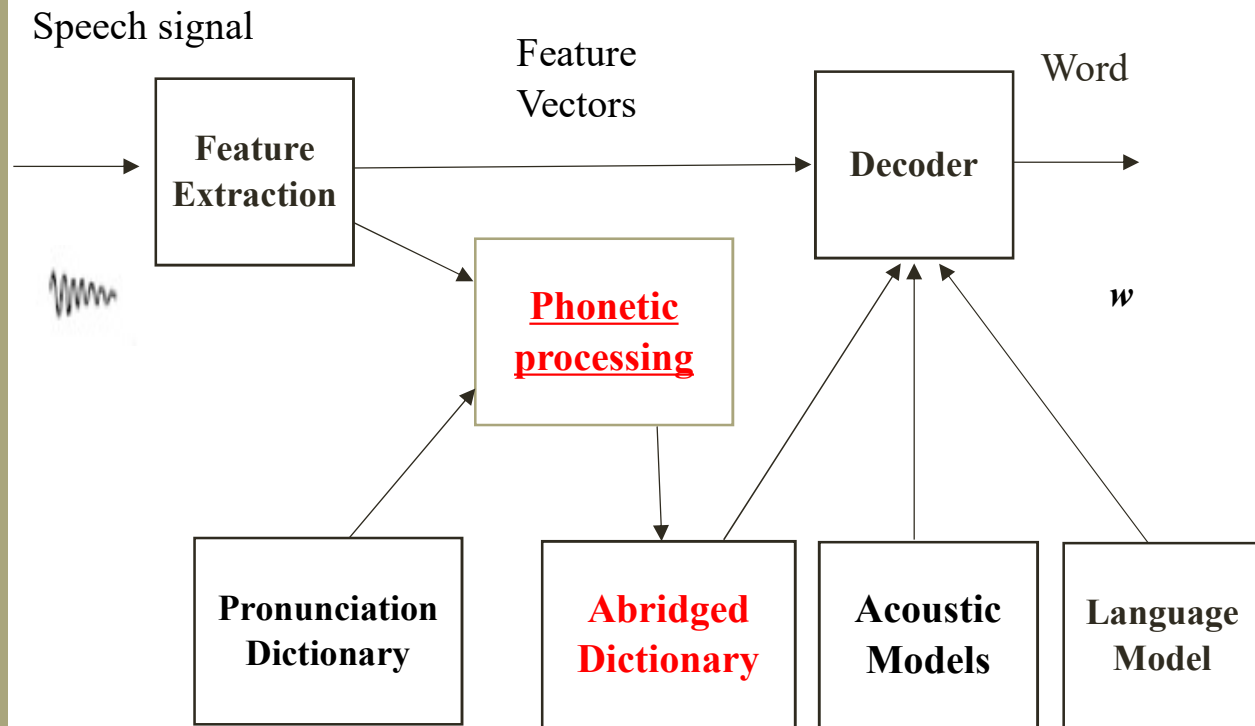 Speech signal
Feature
Vectors
Word
Feature
Extraction
Decoder
Phonetic
processing
w
Pronunciation
Dictionary
Abridged
Dictionary
Acoustic
Models
Language
Model